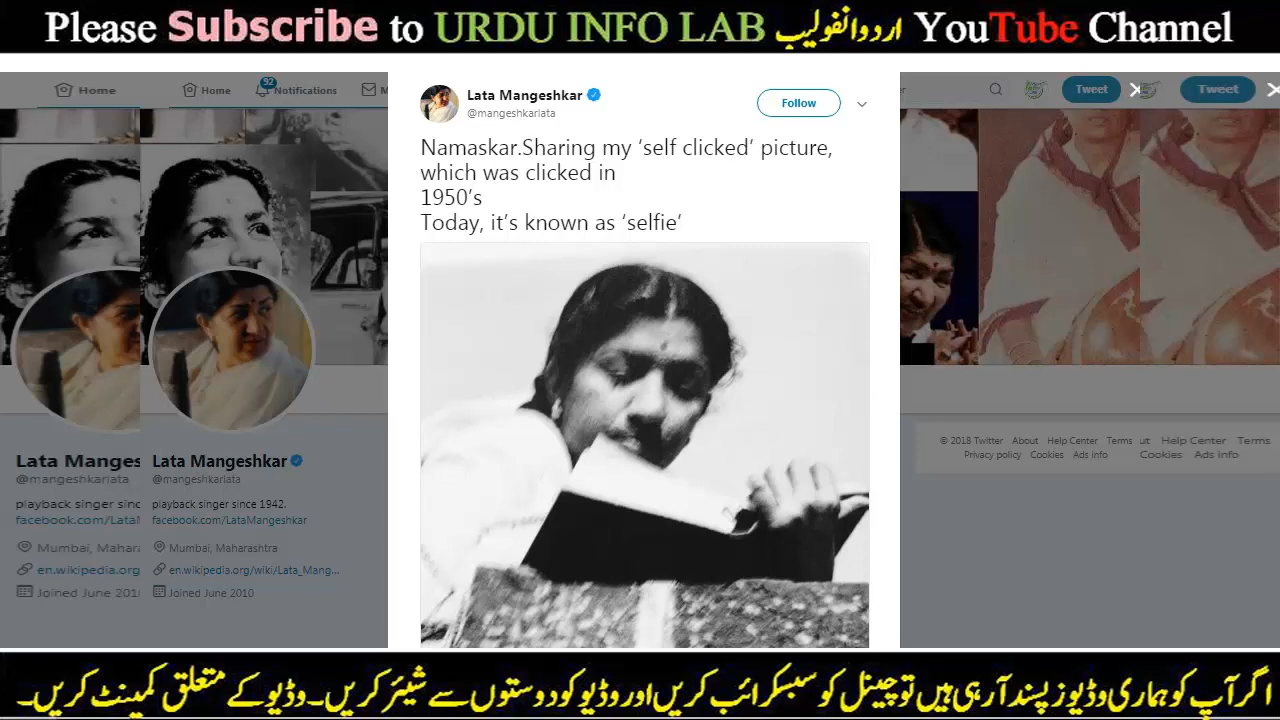 Please Subscribe to URDU INFO LAB اردو انفولیب YouTube Channel
Home
Home
92
Notifications
M
Lata Mangeshkar
@mangeshkarlata
Follow
Tweet
Tweet
Namaskar.Sharing my ‘self clicked’ picture,
which was clicked in
1950’s
Today, it’s known as ‘selfie’
Lata Manges
@mangeshkarlata
playback singer sinc
facebook.com/Lata
Mumbai, Mahar
en.wikipedia.org
Joined June 201
Lata Mangeshkar
@mangeshkarlata
playback singer since 1942.
facebook.com/LataMangeshkar
Mumbai, Maharashtra
en.wikipedia.org/wiki/Lata_Mang...
Joined June 2010
© 2018 Twitter About Help Center Terms
Privacy policy Cookies Ads info
ut Help Center Terms
Cookies Ads info
اگر آپ کو ہماری وڈیوز پسند آرہی ہیں تو چینل کو سبسکرائب کریں اور وڈیو کو دوستوں سے شیئر کریں۔ وڈیو کے متعلق کمینٹ کریں۔